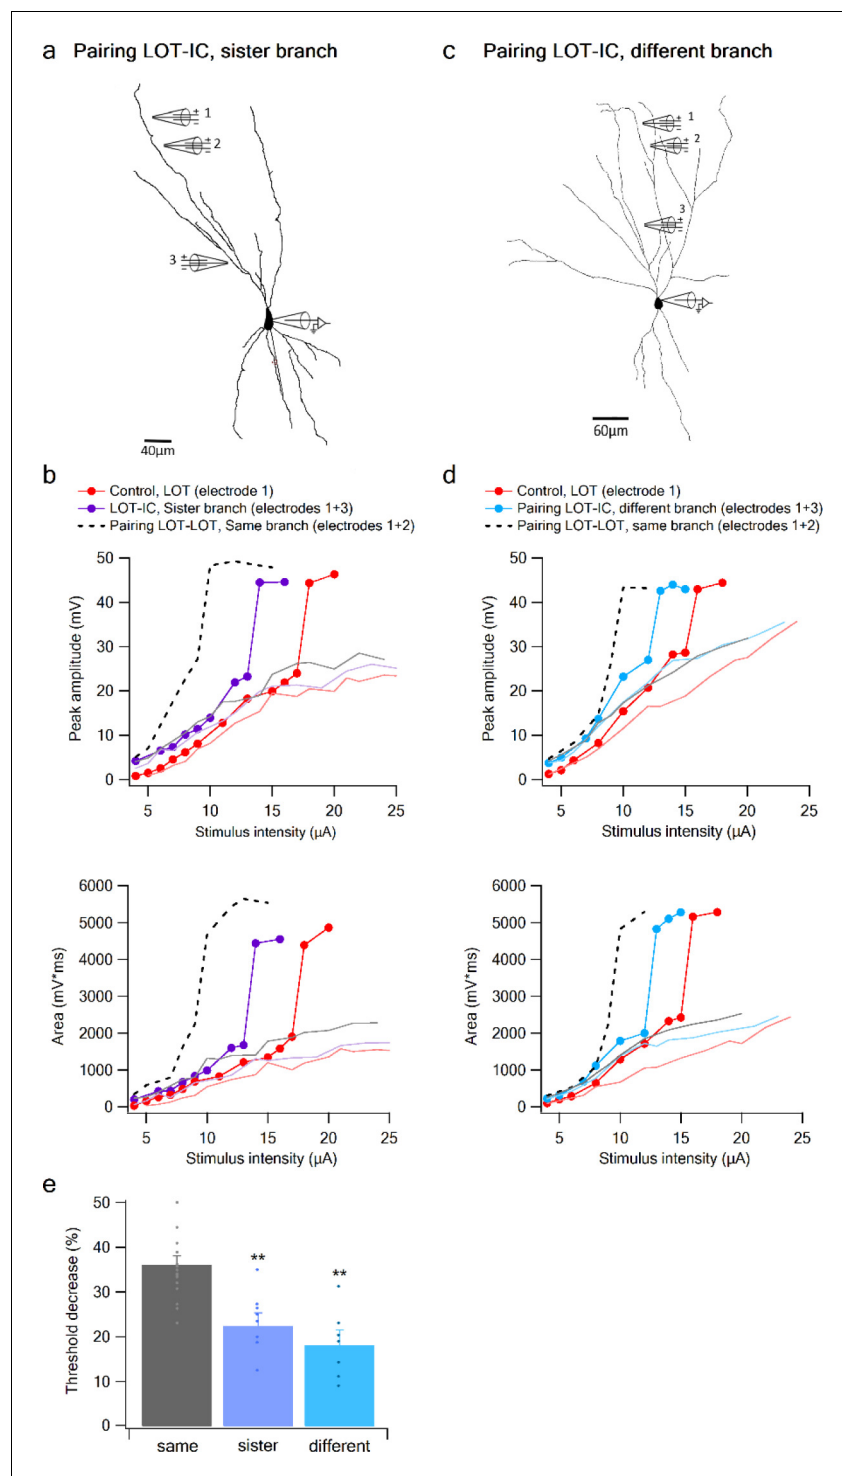 a Pairing LOT-IC, sister branch
c Pairing LOT-IC, different branch
1
2
3
40µm
1
2
3
60µm
b
Control, LOT (electrode 1)
LOT-IC, Sister branch (electrodes 1+3)
Pairing LOT-LOT, Same branch (electrodes 1+2)
50
40
30
20
10
0
Peak amplitude (mV)
5 10 15 20 25
Stimulus intensity (µA)
6000
5000
4000
3000
2000
1000
0
Area (mV*ms)
5 10 15 20 25
Stimulus intensity (µA)
d
Control, LOT (electrode 1)
Pairing LOT-IC, different branch (electrodes 1+3)
Pairing LOT-LOT, same branch (electrodes 1+2)
50
40
30
20
10
0
Peak amplitude (mV)
5 10 15 20 25
Stimulus intensity (µA)
6000
5000
4000
3000
2000
1000
0
Area (mV*ms)
5 10 15 20 25
Stimulus intensity (µA)
e
50
40
30
20
10
0
Threshold decrease (%)
**
**
same sister different